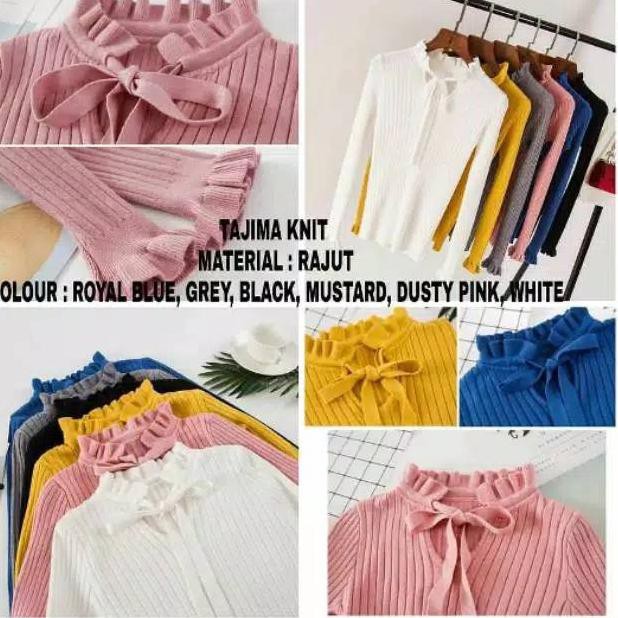 TAJIMA KNIT
MATERIAL : RAJUT
OLOUR : ROYAL BLUE, GREY, BLACK, MUSTARD, DUSTY PINK, WHITE